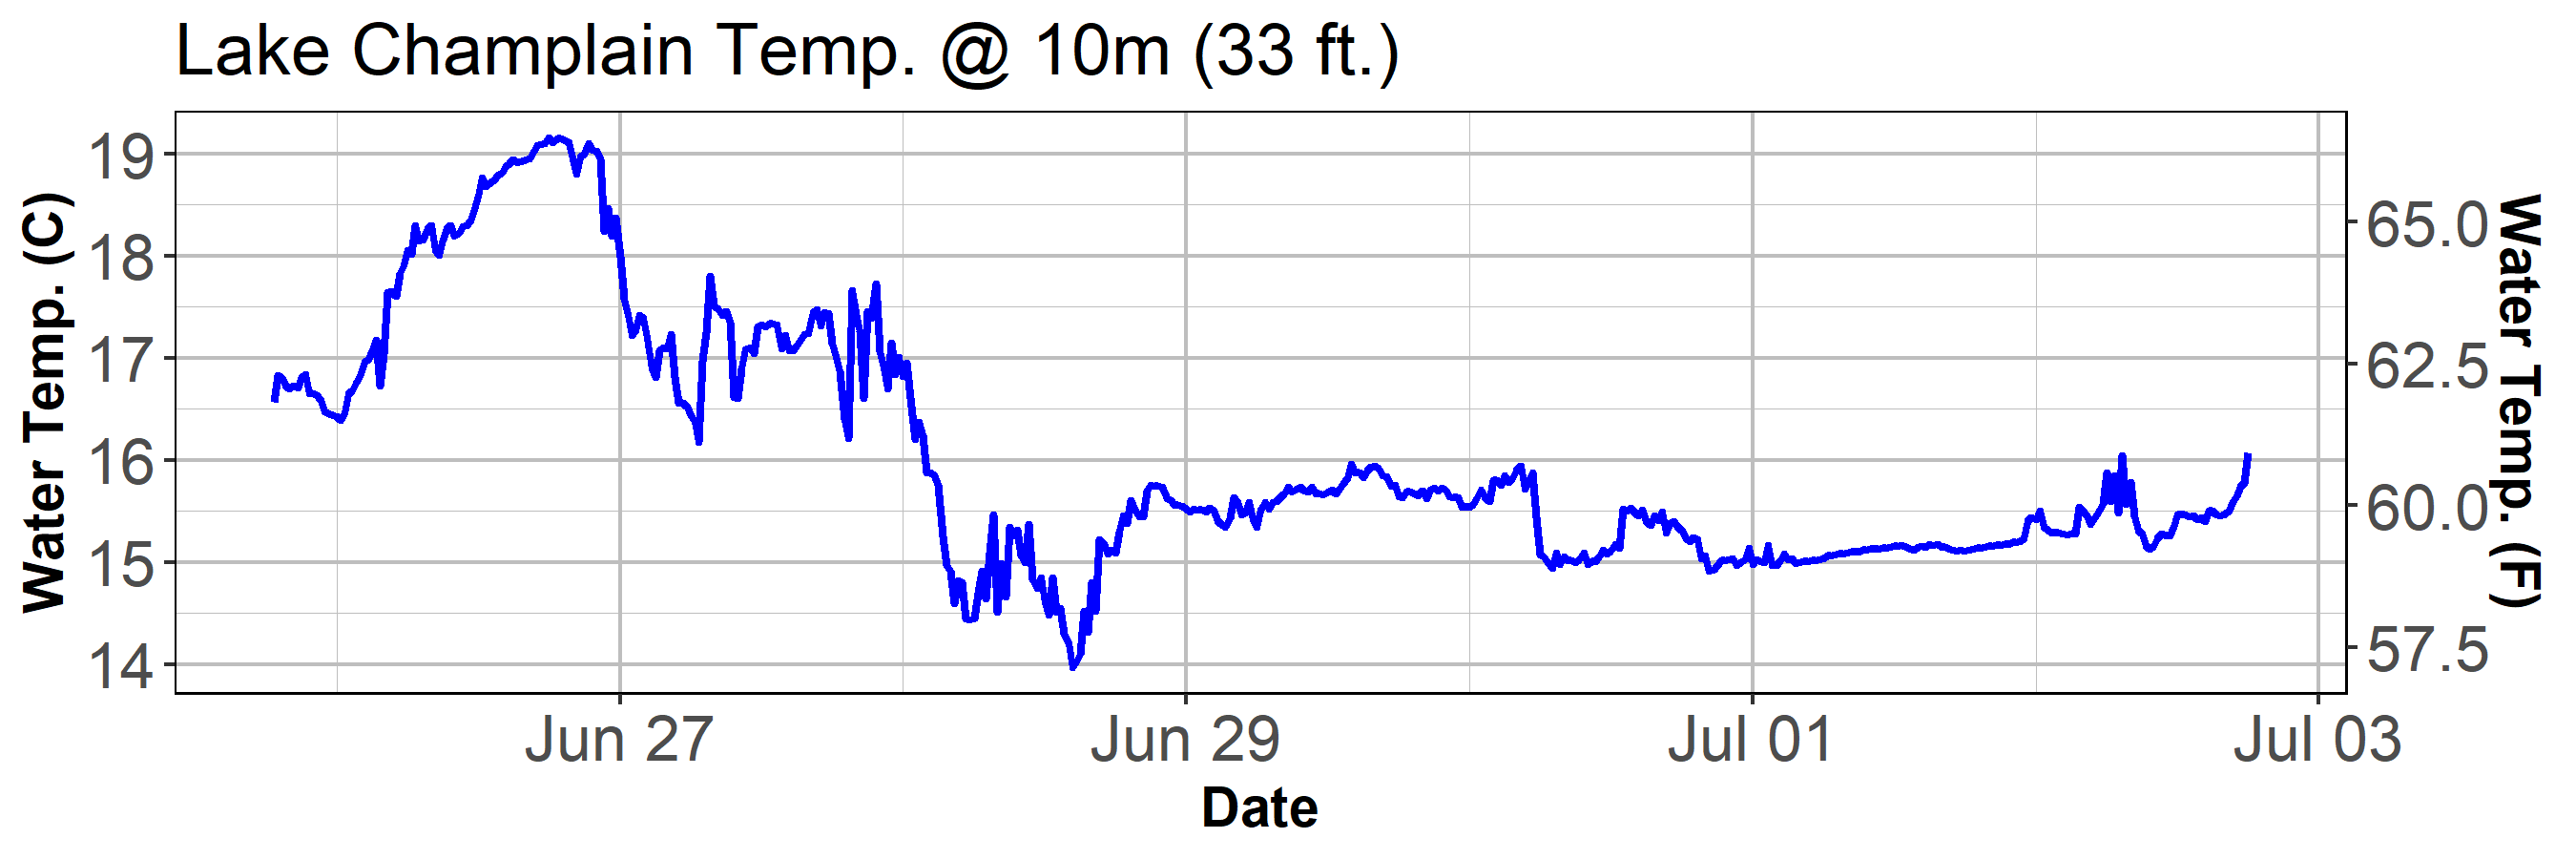 Lake Champlain Temp. @ 10m (33 ft.)
Water Temp. (C)
19
18
17
16
15
14
65.0
62.5
60.0
57.5
Water Temp. (F)
Jun 27
Jun 29
Jul 01
Jul 03
Date